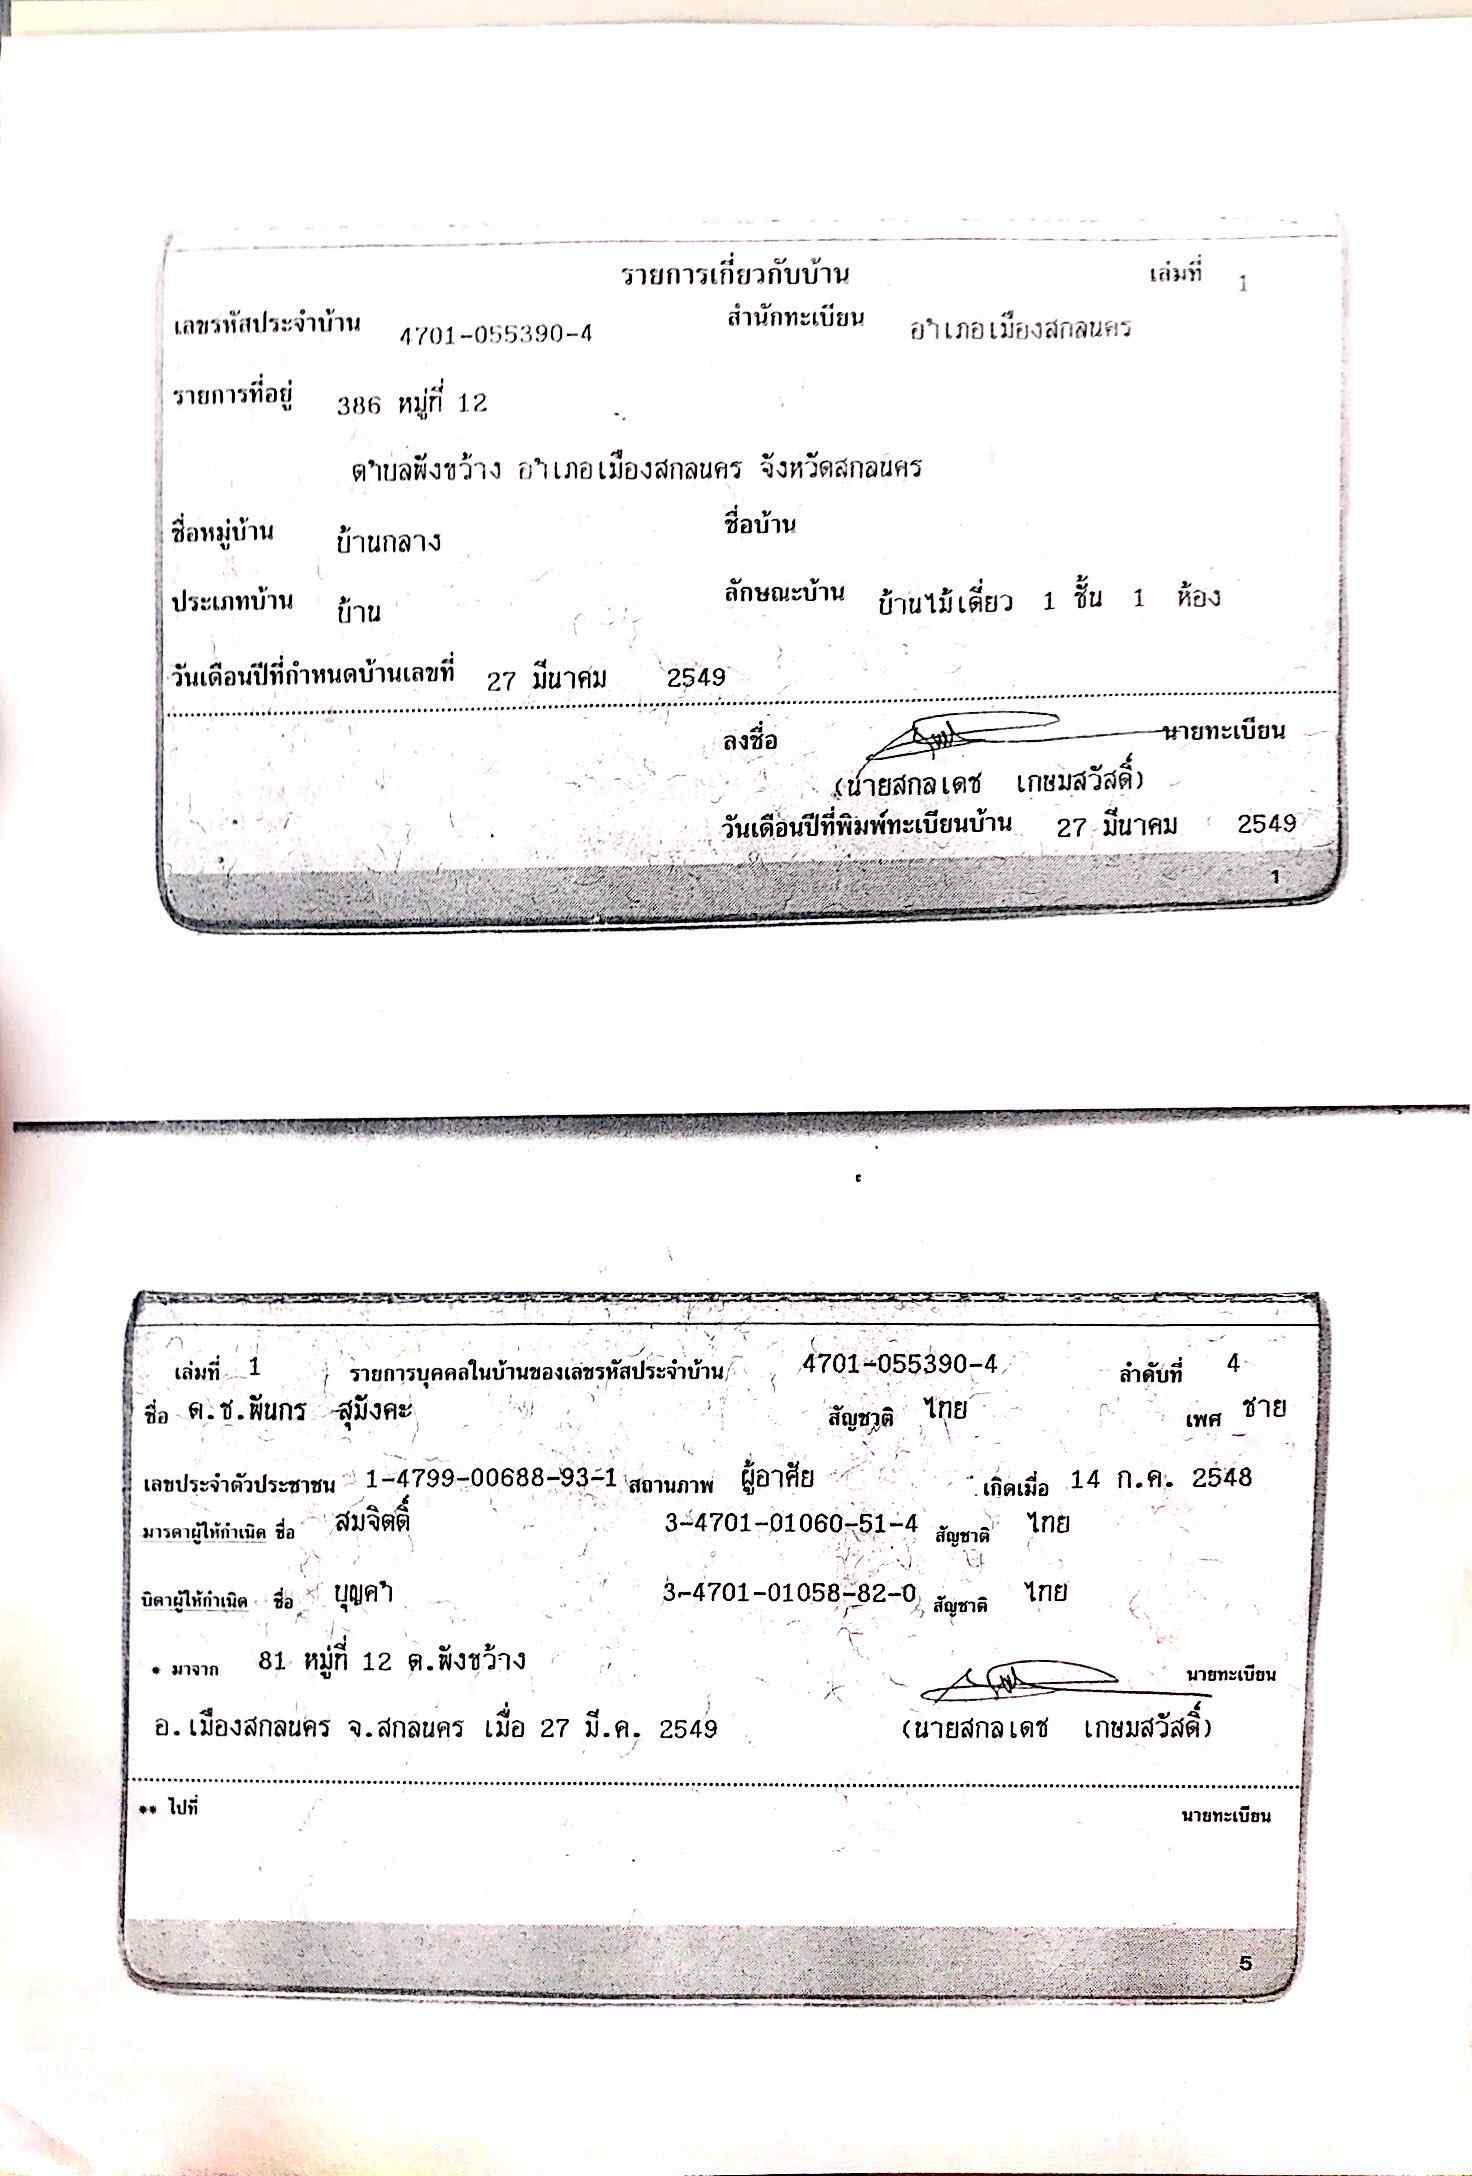 รายการเกี่ยวกับบ้าน เล่มที่ 1
เลขรหัสประจำบ้าน 4701-055390-4 สำนักทะเบียน อำเภอเมืองสกลนคร
รายการที่อยู่ 386 หมู่ที่ 12
ตำบลพังขว้าง อำเภอเมืองสกลนคร จังหวัดสกลนคร
ชื่อหมู่บ้าน บ้านกลาง ชื่อบ้าน
ประเภทบ้าน บ้าน ลักษณะบ้าน บ้านไม้เดี่ยว 1 ชั้น 1 ห้อง
วันเดือนปีที่กำหนดบ้านเลขที่ 27 มีนาคม 2549
ลงชื่อ นายทะเบียน
(นายสกลเดช เกษมสวัสดิ์)
วันเดือนปีที่พิมพ์ทะเบียนบ้าน 27 มีนาคม 2549
1
เล่มที่ 1 รายการบุคคลในบ้านของเลขรหัสประจำบ้าน 4701-055390-4 ลำดับที่ 4
ชื่อ ด.ช.พันกร สุมังคะ สัญชาติ ไทย เพศ ชาย
เลขประจำตัวประชาชน 1-4799-00688-93-1 สถานภาพ ผู้อาศัย เกิดเมื่อ 14 ก.ค. 2548
มารดาผู้ให้กำเนิด ชื่อ สมจิตติ์ 3-4701-01060-51-4 สัญชาติ ไทย
บิดาผู้ให้กำเนิด ชื่อ บุญคำ 3-4701-01058-82-0 สัญชาติ ไทย
* มาจาก 81 หมู่ที่ 12 ต.พังขว้าง นายทะเบียน
อ.เมืองสกลนคร จ.สกลนคร เมื่อ 27 มี.ค. 2549 (นายสกลเดช เกษมสวัสดิ์)
** ไปที่ นายทะเบียน
5